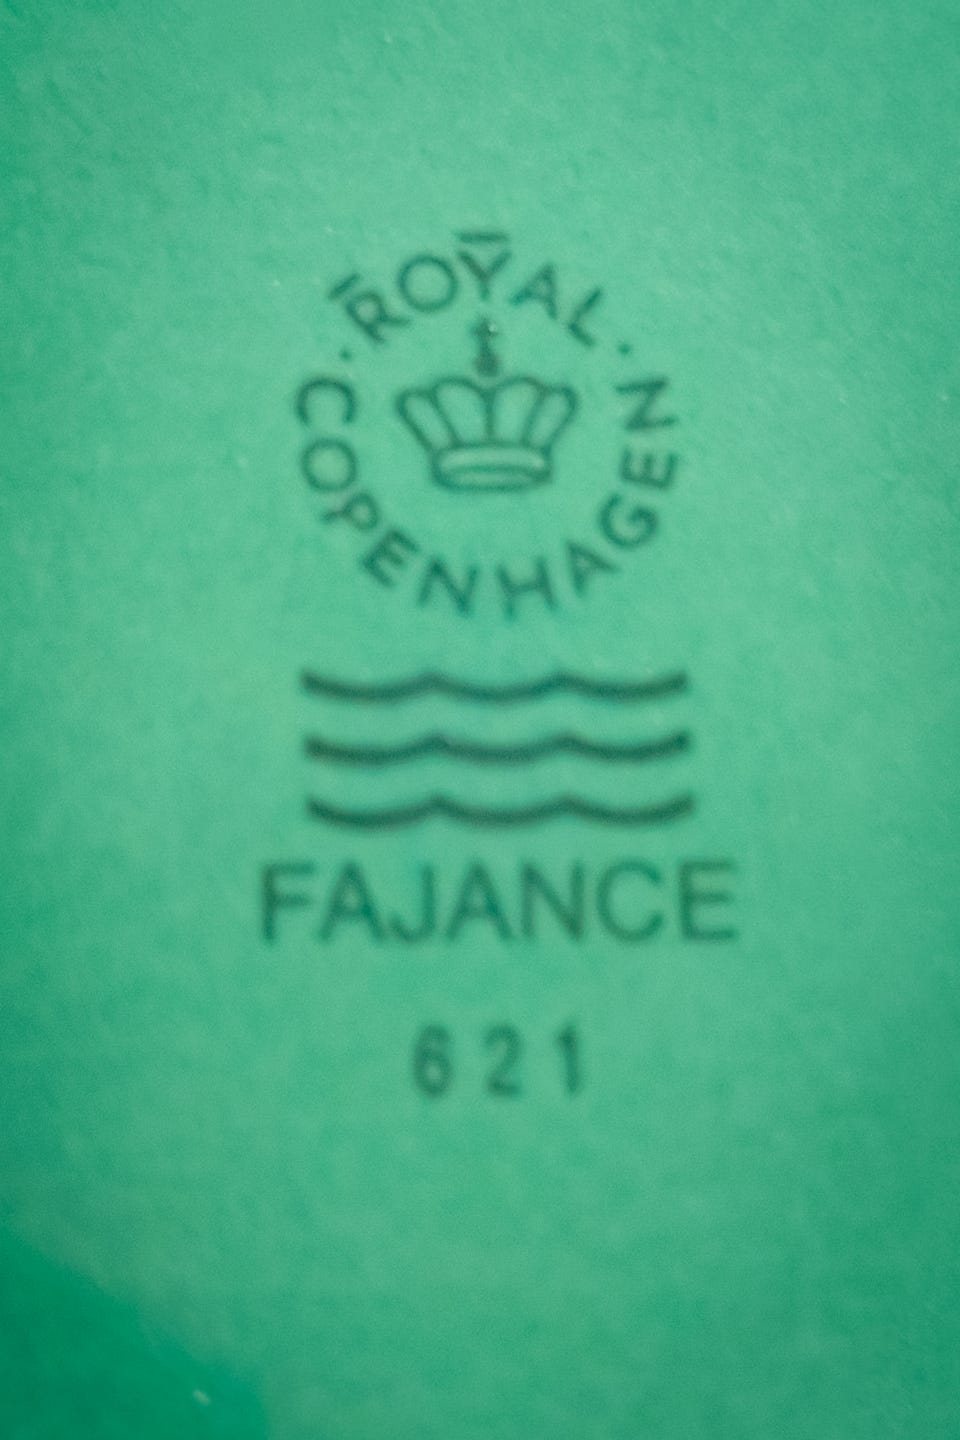 ROYAL · COPENHAGEN ·
FAJANCE
621